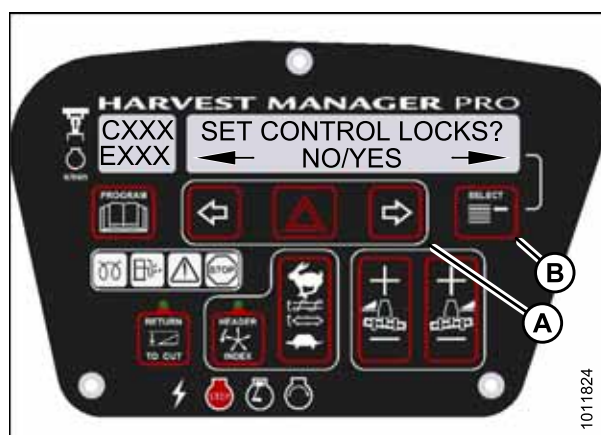 HARVEST MANAGER PRO
CXXX
EXXX
SET CONTROL LOCKS?
NO/YES
PROGRAM
SELECT
B
A
STOP
RETURN
TO CUT
HEADER
INDEX
STOP
1011824